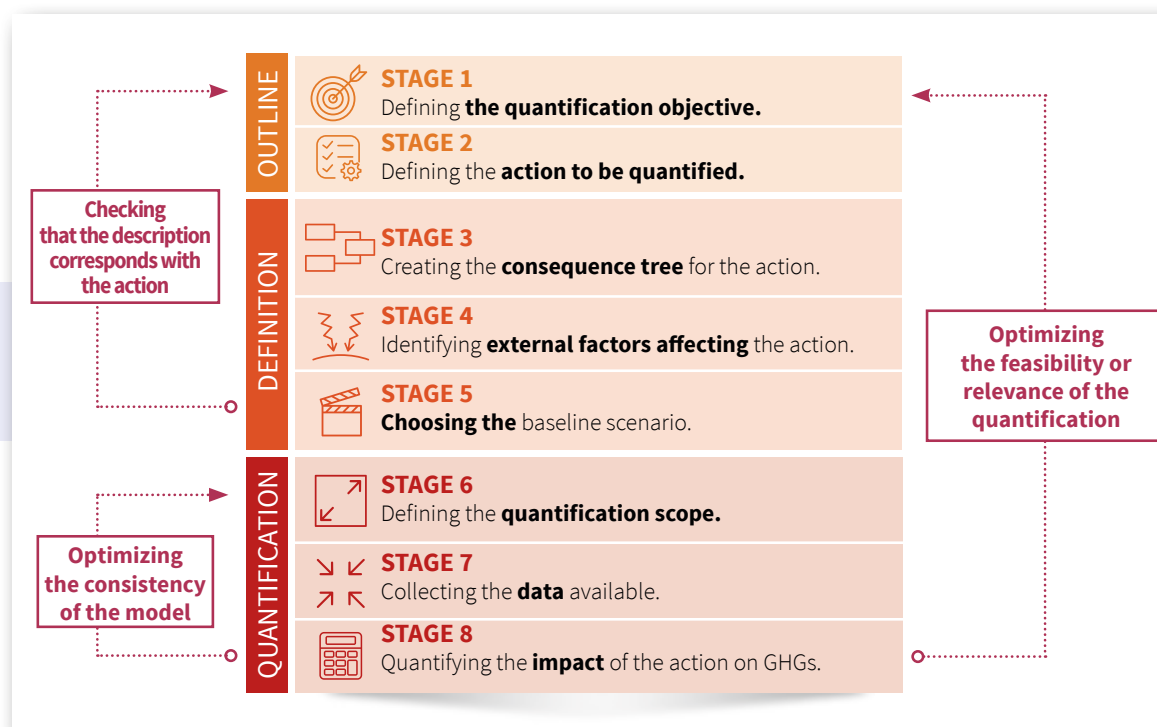 OUTLINE
STAGE 1
Defining the quantification objective.
STAGE 2
Defining the action to be quantified.
Checking
that the description
corresponds with
the action
DEFINITION
STAGE 3
Creating the consequence tree for the action.
STAGE 4
Identifying external factors affecting the action.
STAGE 5
Choosing the baseline scenario.
Optimizing
the feasibility or
relevance of the
quantification
QUANTIFICATION
STAGE 6
Defining the quantification scope.
STAGE 7
Collecting the data available.
STAGE 8
Quantifying the impact of the action on GHGs.
Optimizing
the consistency
of the model